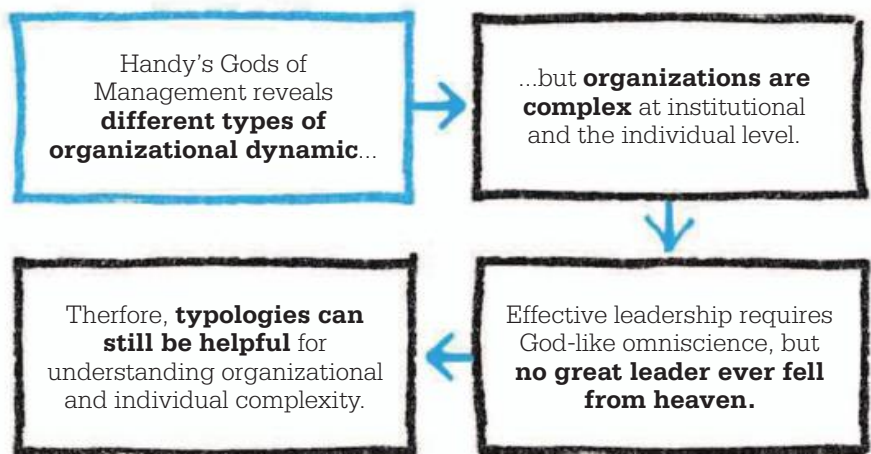 Handy's Gods of
Management reveals
different types of
organizational dynamic...
...but organizations are
complex at institutional
and the individual level.
Effective leadership requires
God-like omniscience, but
no great leader ever fell
from heaven.
Therfore, typologies can
still be helpful for
understanding organizational
and individual complexity.